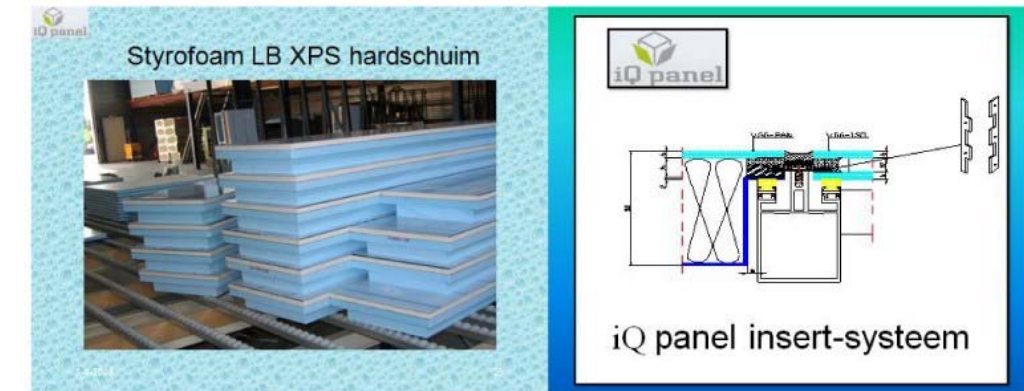 iQ panel
Styrofoam LB XPS hardschuim
iQ panel
iQ panel insert-systeem